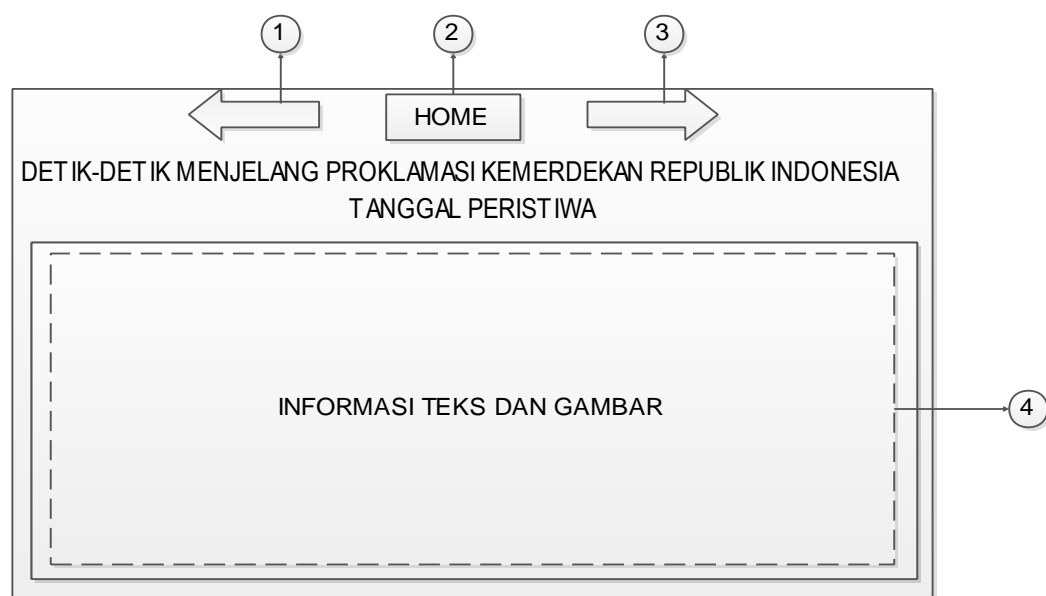 1 2 3
HOME
DETIK-DETIK MENJELANG PROKLAMASI KEMERDEKAN REPUBLIK INDONESIA
TANGGAL PERISTIWA
INFORMASI TEKS DAN GAMBAR
4